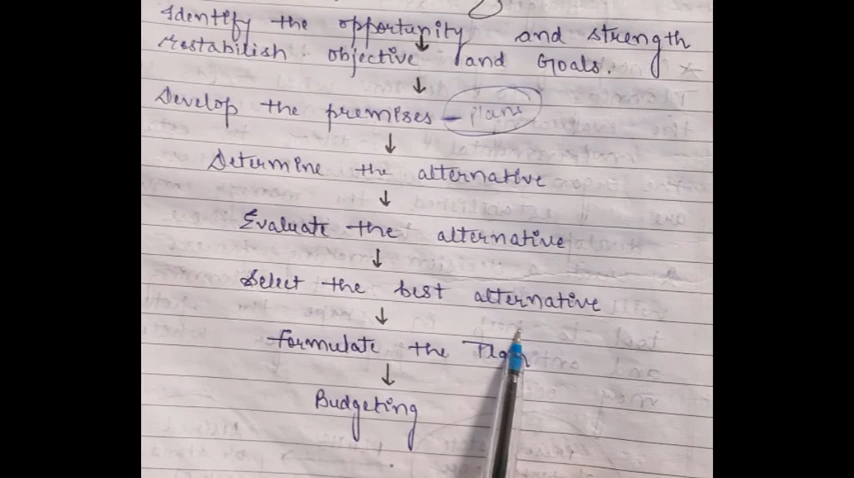 Identify the opportunity and strength
↓
restabilish objective and Goals.
↓
Develop the premises - plans
↓
Determine the alternative
↓
Evaluate the alternative
↓
Select the best alternative
↓
formulate the Plan
↓
Budgeting